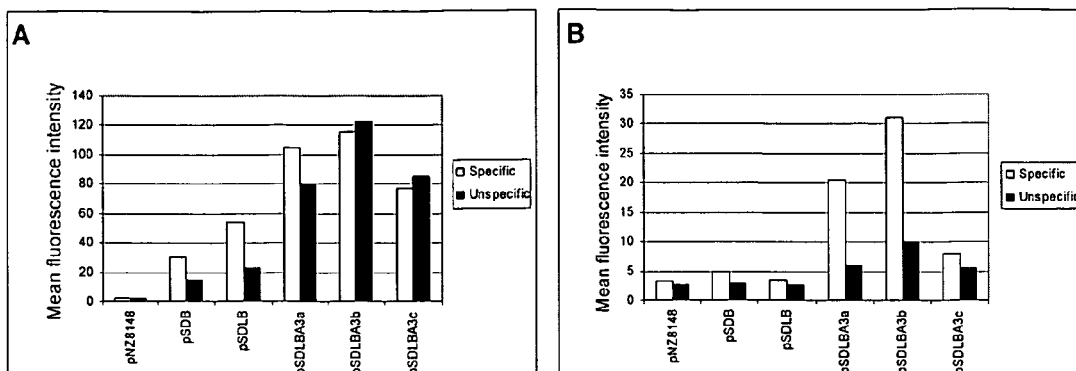 A
Mean fluorescence intensity
140
120
100
80
60
40
20
0
pNZ8148
pSDB
pSDLB
pSDLBA3a
pSDLBA3b
pSDLBA3c
Specific
Unspecific
B
Mean fluorescence intensity
35
30
25
20
15
10
5
0
pNZ8148
pSDB
pSDLB
pSDLBA3a
pSDLBA3b
pSDLBA3c
Specific
Unspecific